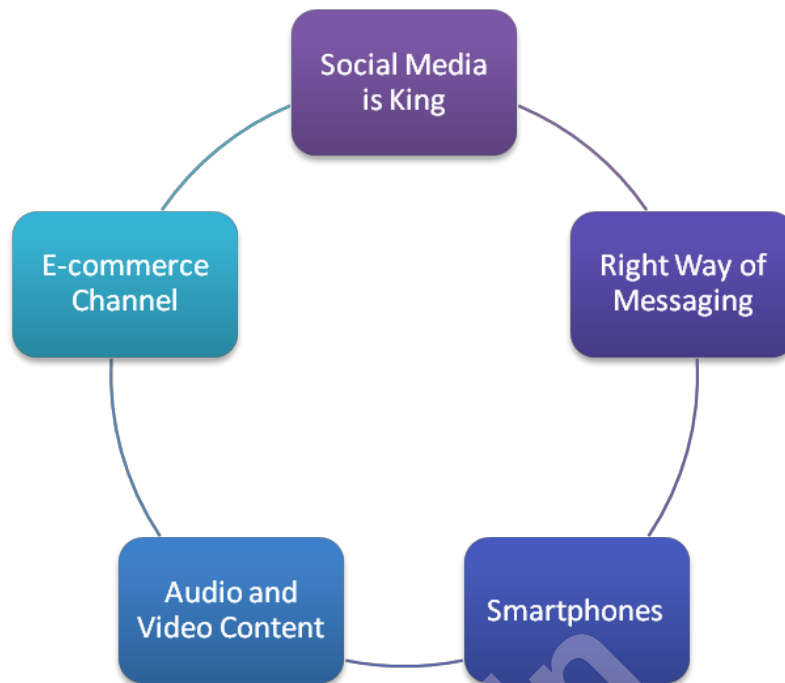 Social Media
is King
Right Way of
Messaging
Smartphones
Audio and
Video Content
E-commerce
Channel